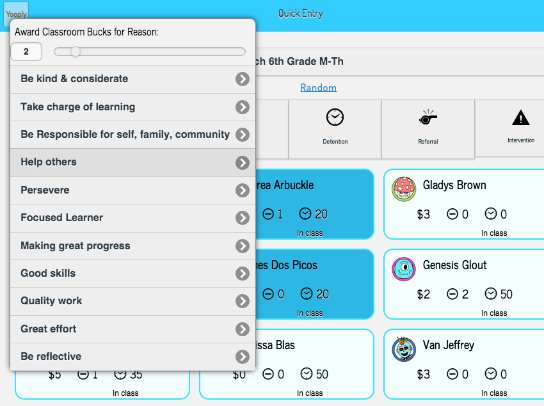 Yooply
Quick Entry
Award Classroom Bucks for Reason:
2
ch 6th Grade M-Th
Random
Be kind & considerate
Take charge of learning
Be Responsible for self, family, community
Help others
Persevere
Focused Learner
Making great progress
Good skills
Quality work
Great effort
Be reflective
Detention
Referral
Intervention
rea Arbuckle
1 20
In class
Gladys Brown
$3 0 0
In class
nes Dos Picos
0 20
In class
Genesis Glout
$2 2 50
In class
$5 1 35
In class
issa Blas
$0 0 50
In class
Van Jeffrey
$3 0 0
In class